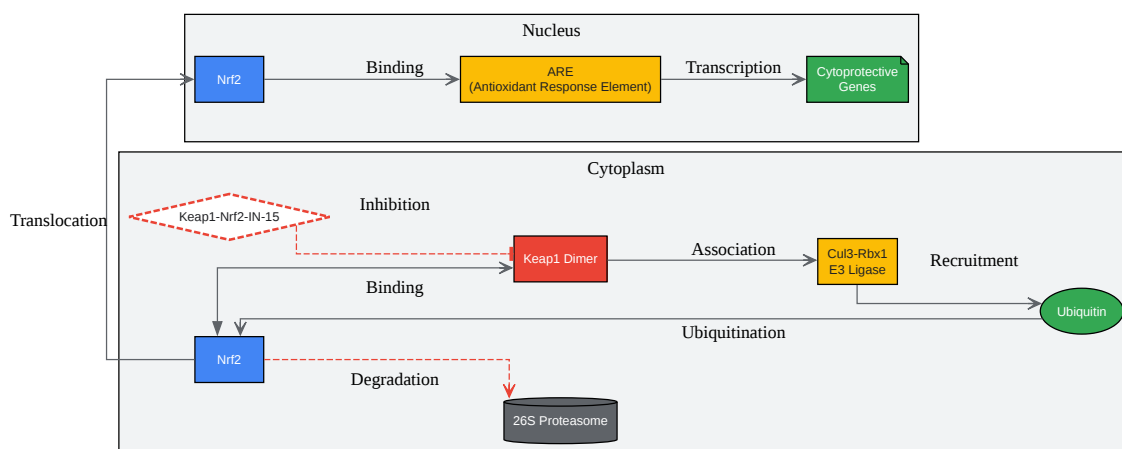 Nucleus
Nrf2
Binding
ARE
(Antioxidant Response Element)
Transcription
Cytoprotective
Genes
Cytoplasm
Translocation
Keap1-Nrf2-IN-15
Inhibition
Keap1 Dimer
Association
Cul3-Rbx1
E3 Ligase
Recruitment
Binding
Ubiquitin
Ubiquitination
Nrf2
Degradation
26S Proteasome